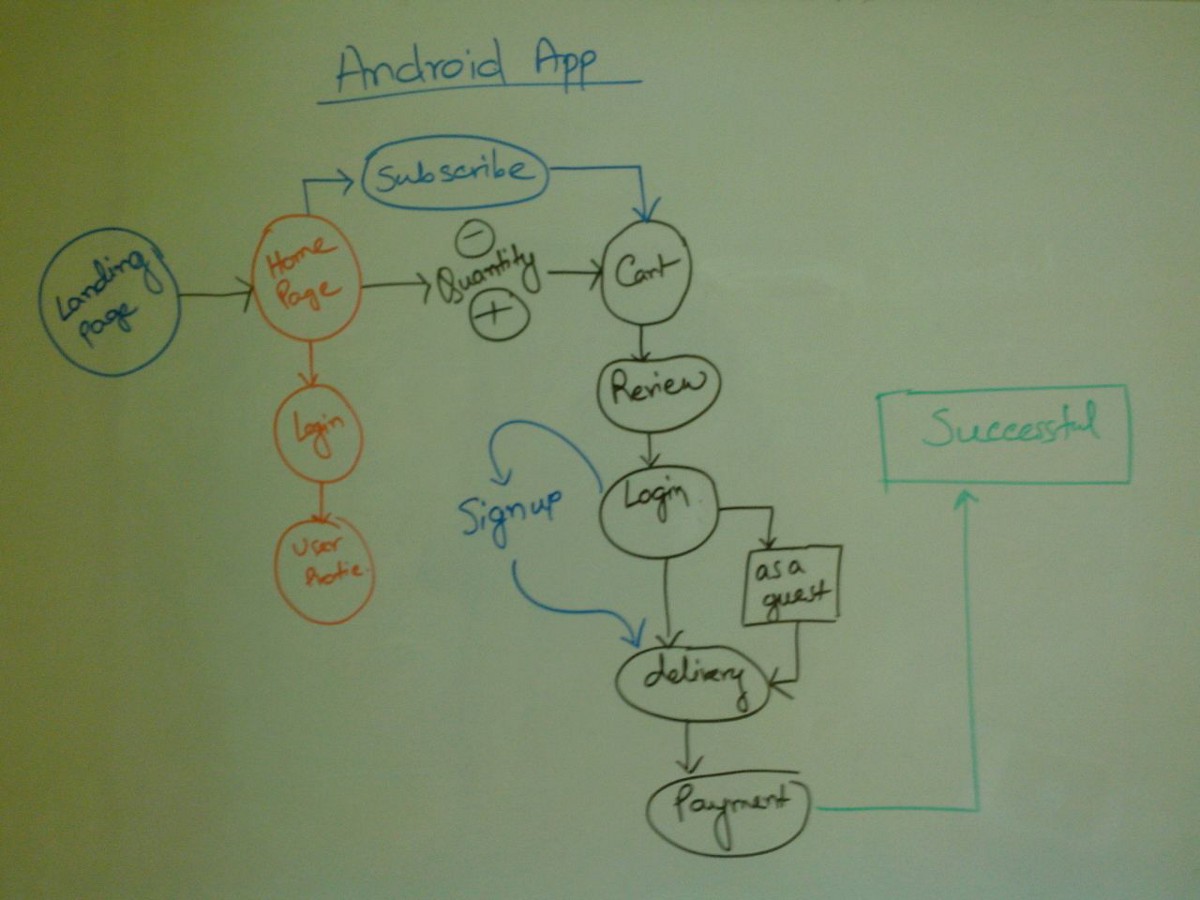 Android App
Subscribe
Landing
Page
Home
Page
−
Quantity
+
Cart
Login
User
Review
Login
Signup
as a
guest
delivery
Payment
Successful